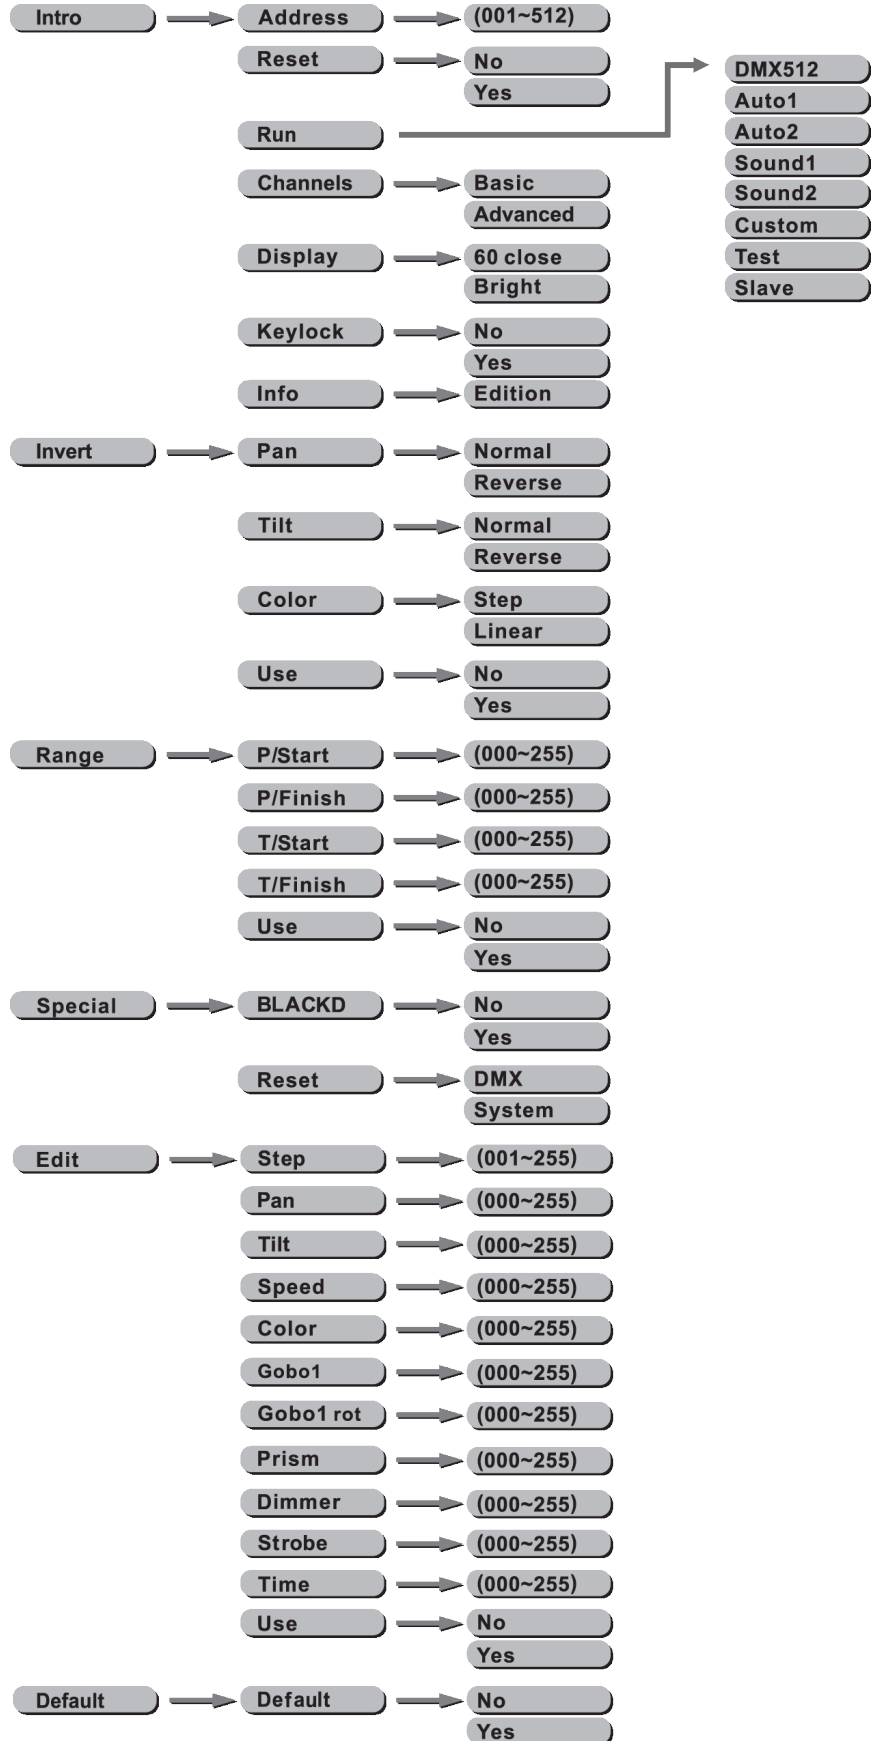 Intro Address (001~512)
Reset No
Yes
DMX512
Auto1
Auto2
Sound1
Sound2
Custom
Test
Slave
Run
Channels Basic
Advanced
Display 60 close
Bright
Keylock No
Yes
Info Edition
Invert Pan Normal
Reverse
Tilt Normal
Reverse
Color Step
Linear
Use No
Yes
Range P/Start (000~255)
P/Finish (000~255)
T/Start (000~255)
T/Finish (000~255)
Use No
Yes
Special BLACKD No
Yes
Reset DMX
System
Edit Step (001~255)
Pan (000~255)
Tilt (000~255)
Speed (000~255)
Color (000~255)
Gobo1 (000~255)
Gobo1 rot (000~255)
Prism (000~255)
Dimmer (000~255)
Strobe (000~255)
Time (000~255)
Use No
Yes
Default Default No
Yes